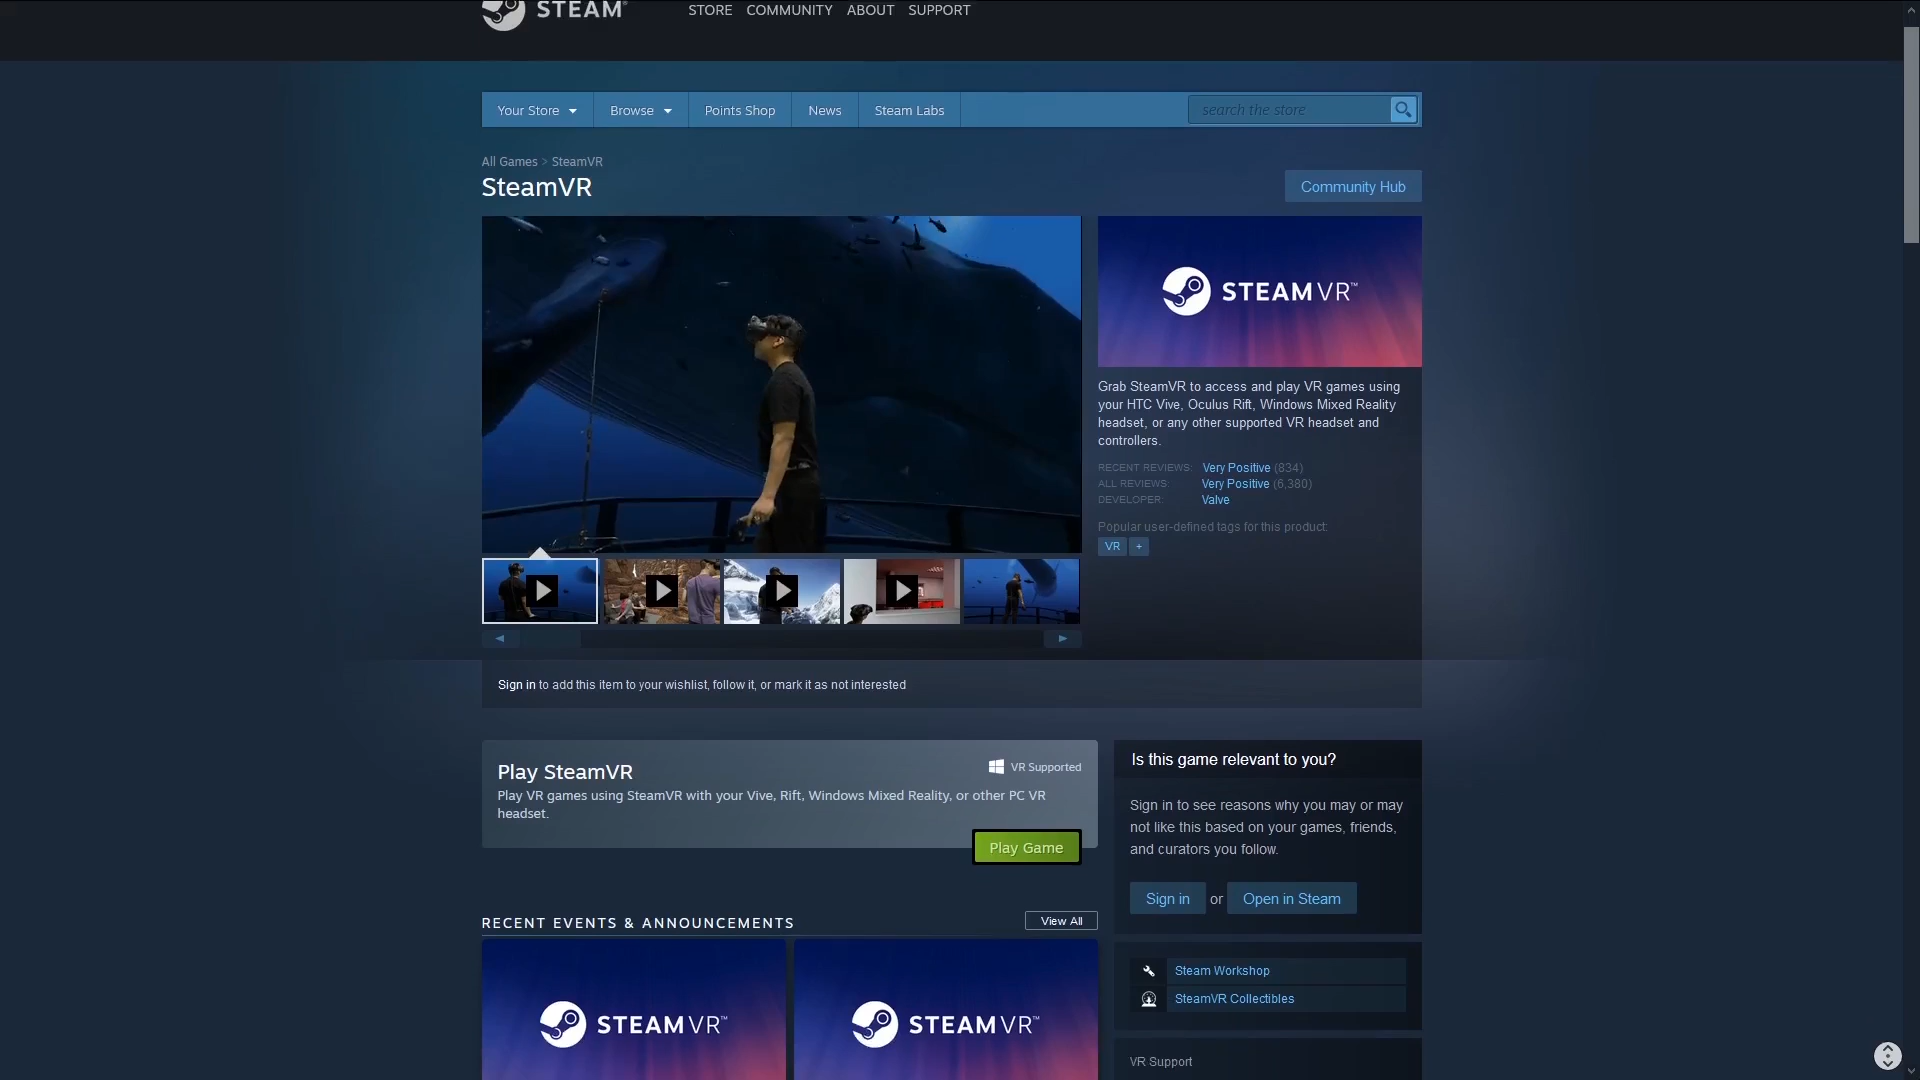 STEAM
STORE COMMUNITY ABOUT SUPPORT
Your Store Browse Points Shop News Steam Labs search the store
All Games > SteamVR
SteamVR
Community Hub
STEAMVR™
Grab SteamVR to access and play VR games using
your HTC Vive, Oculus Rift, Windows Mixed Reality
headset, or any other supported VR headset and
controllers.
RECENT REVIEWS: Very Positive (834)
ALL REVIEWS: Very Positive (6,380)
DEVELOPER: Valve
Popular user-defined tags for this product:
VR +
Sign in to add this item to your wishlist, follow it, or mark it as not interested
Play SteamVR
VR Supported
Play VR games using SteamVR with your Vive, Rift, Windows Mixed Reality, or other PC VR
headset.
Play Game
Is this game relevant to you?
Sign in to see reasons why you may or may
not like this based on your games, friends,
and curators you follow.
Sign in or Open in Steam
RECENT EVENTS & ANNOUNCEMENTS
View All
STEAMVR™
STEAMVR™
Steam Workshop
SteamVR Collectibles
VR Support